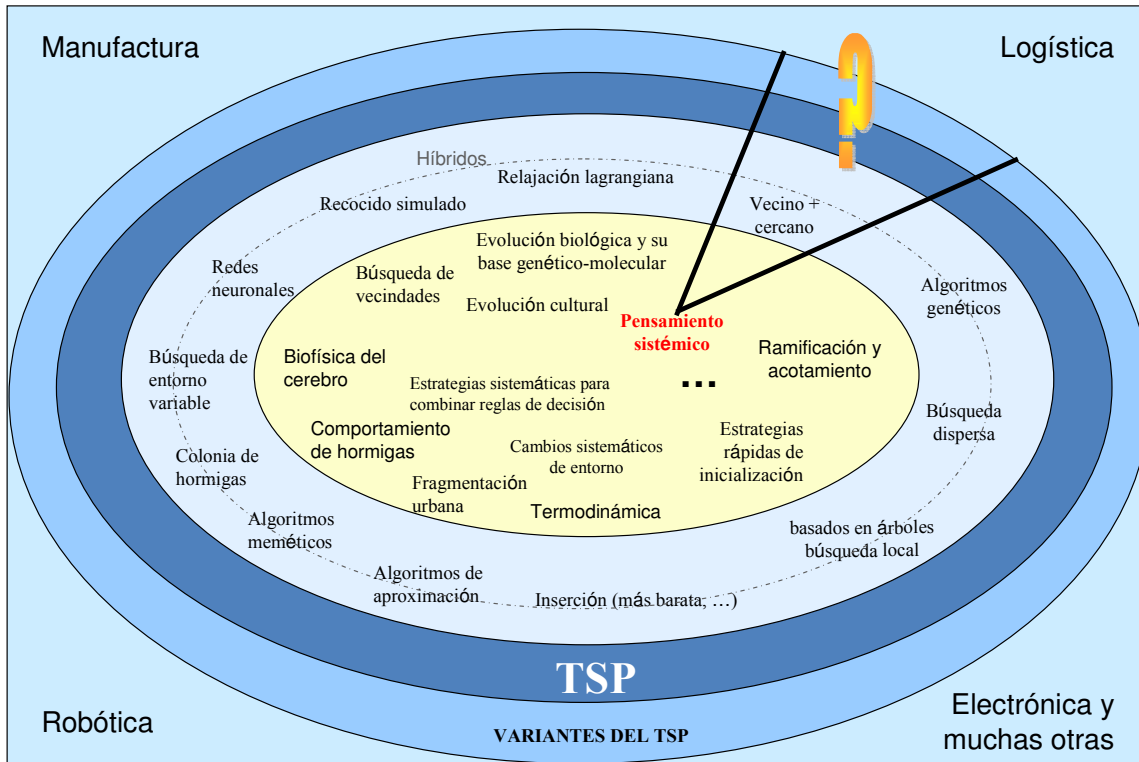 Manufactura
Logística
?
Híbridos
Relajación lagrangiana
Recocido simulado
Vecino +
cercano
Evolución biológica y su
base genético-molecular
Redes
neuronales
Búsqueda de
vecindades
Algoritmos
genéticos
Evolución cultural
Pensamiento
sistémico
Búsqueda de
entorno
variable
Biofísica del
cerebro
Ramificación y
acotamiento
...
Estrategias sistemáticas para
combinar reglas de decisión
Búsqueda
dispersa
Comportamiento
de hormigas
Cambios sistemáticos
de entorno
Estrategias
rápidas de
inicialización
Colonia de
hormigas
Fragmentación
urbana
Termodinámica
Algoritmos
meméticos
basados en árboles
búsqueda local
Algoritmos de
aproximación
Inserción (más barata, …)
TSP
Robótica
VARIANTES DEL TSP
Electrónica y
muchas otras